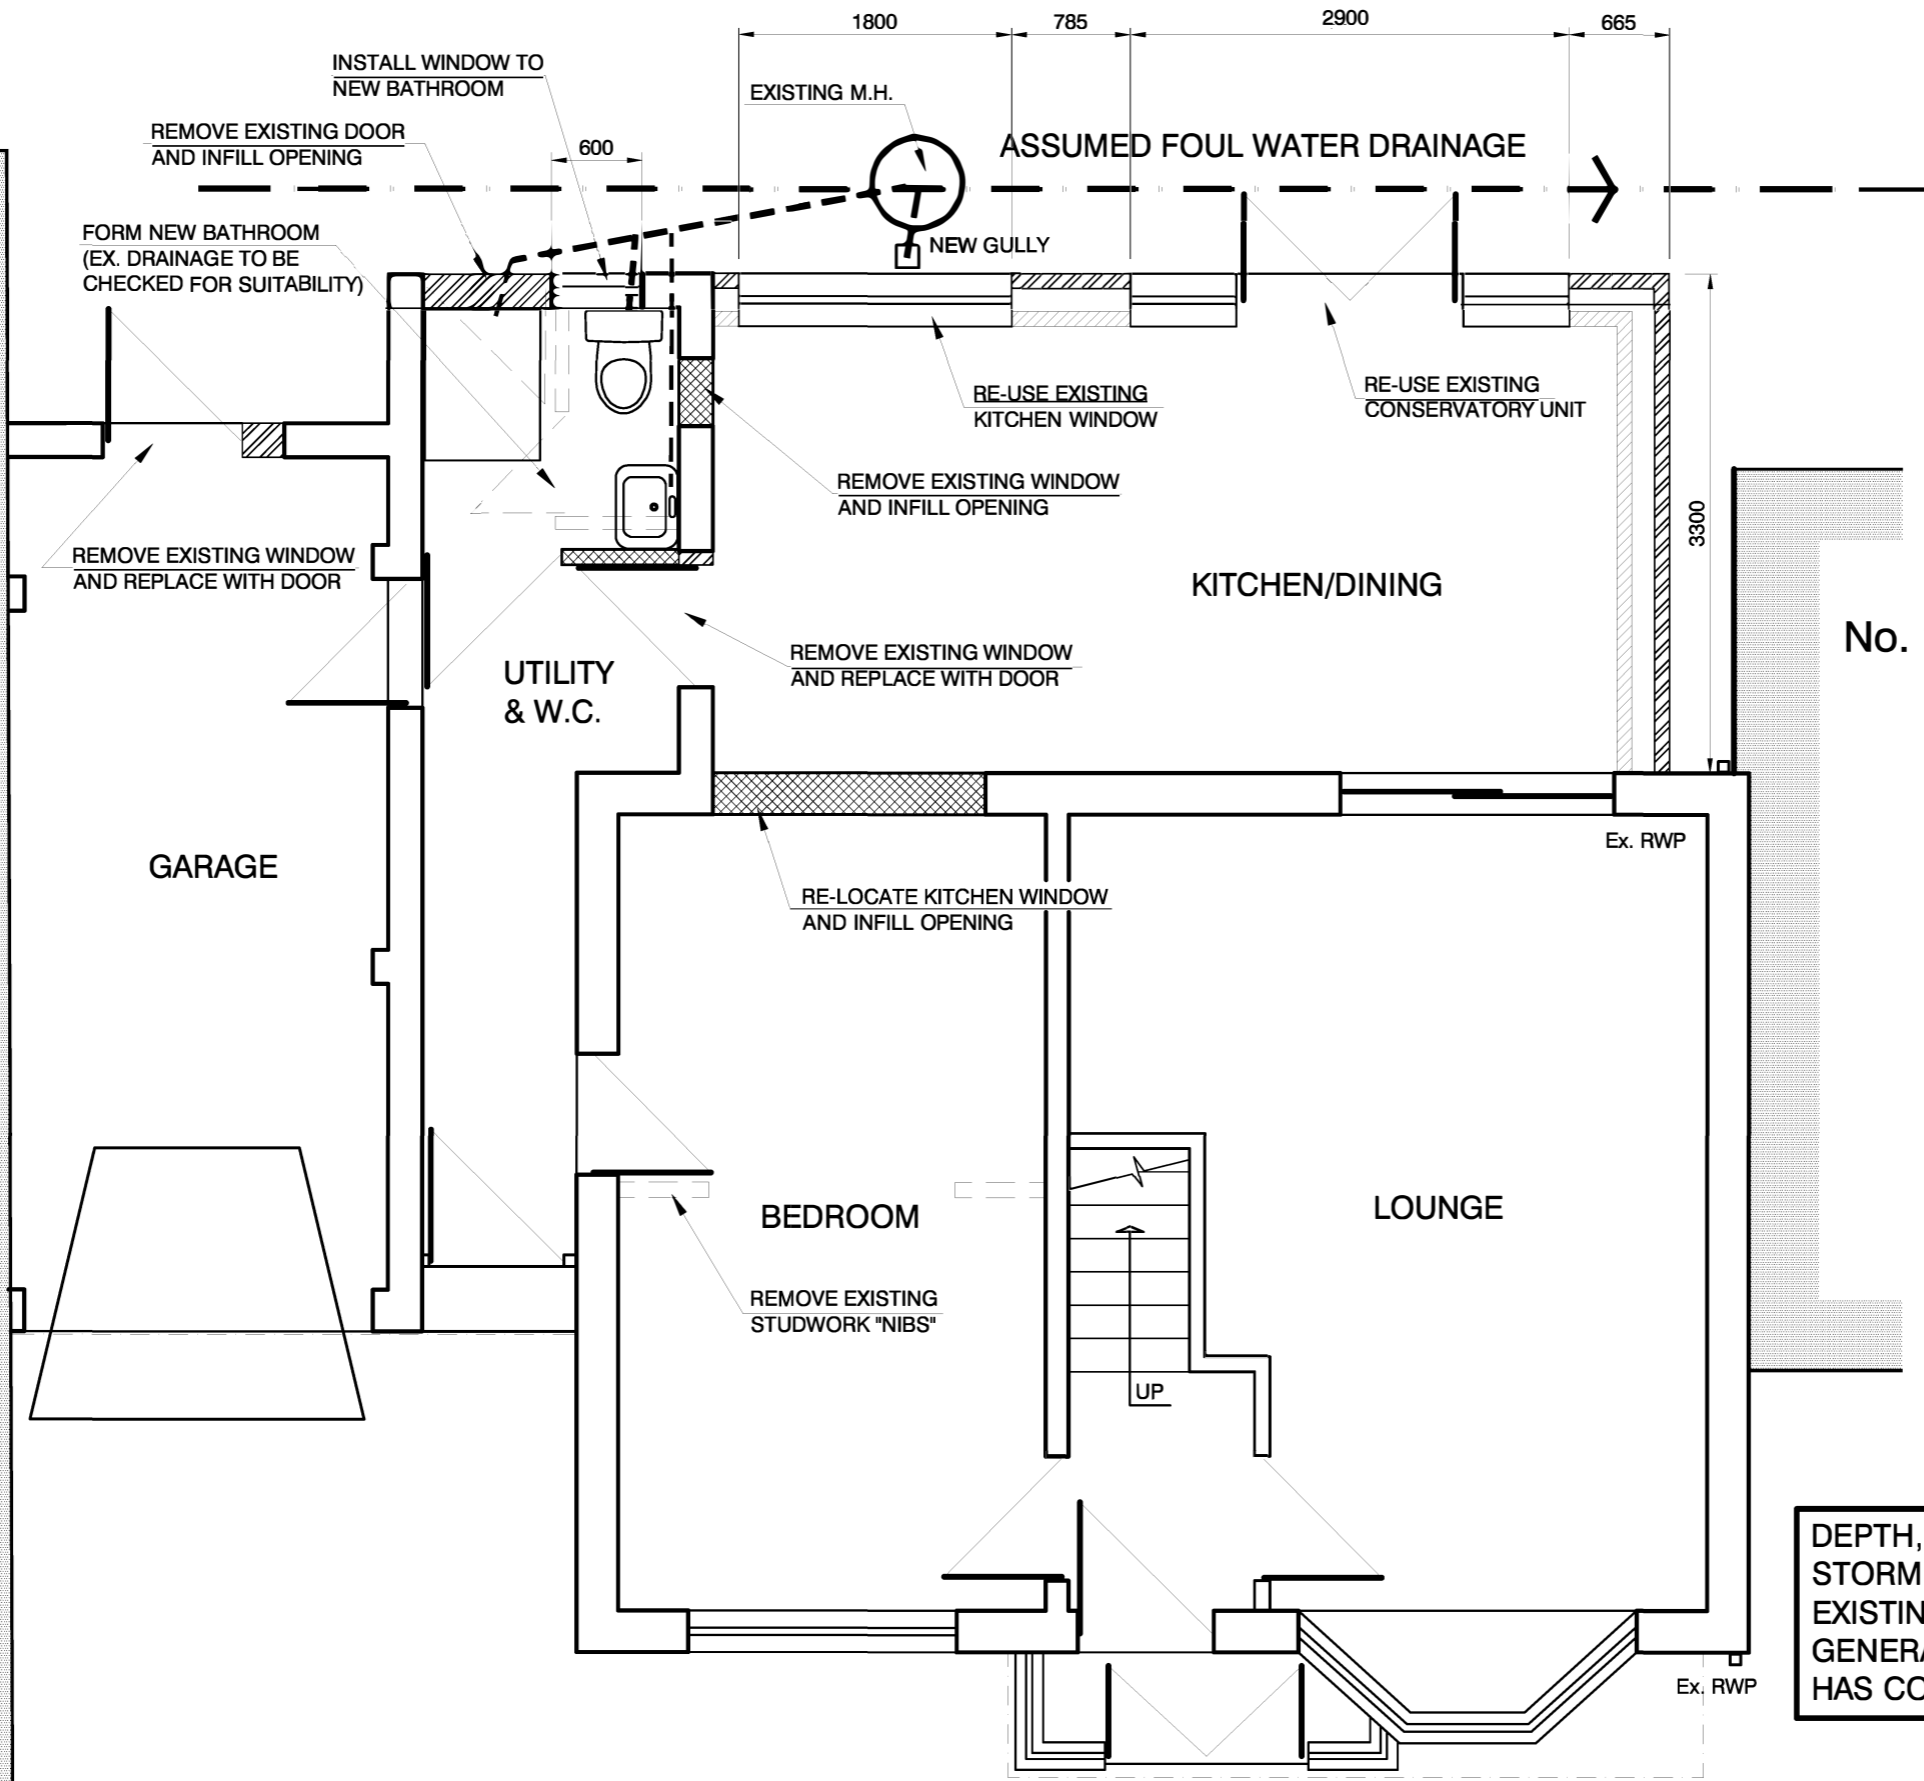 1800
785
2900
665
INSTALL WINDOW TO
NEW BATHROOM
EXISTING M.H.
REMOVE EXISTING DOOR
AND INFILL OPENING
600
ASSUMED FOUL WATER DRAINAGE
FORM NEW BATHROOM
(EX. DRAINAGE TO BE
CHECKED FOR SUITABILITY)
NEW GULLY
RE-USE EXISTING
KITCHEN WINDOW
RE-USE EXISTING
CONSERVATORY UNIT
REMOVE EXISTING WINDOW
AND INFILL OPENING
3300
REMOVE EXISTING WINDOW
AND REPLACE WITH DOOR
KITCHEN/DINING
No.
REMOVE EXISTING WINDOW
AND REPLACE WITH DOOR
UTILITY
& W.C.
GARAGE
Ex. RWP
RE-LOCATE KITCHEN WINDOW
AND INFILL OPENING
BEDROOM
LOUNGE
REMOVE EXISTING
STUDWORK "NIBS"
UP
DEPTH,
STORM
EXISTIN
GENERA
HAS CO
Ex. RWP